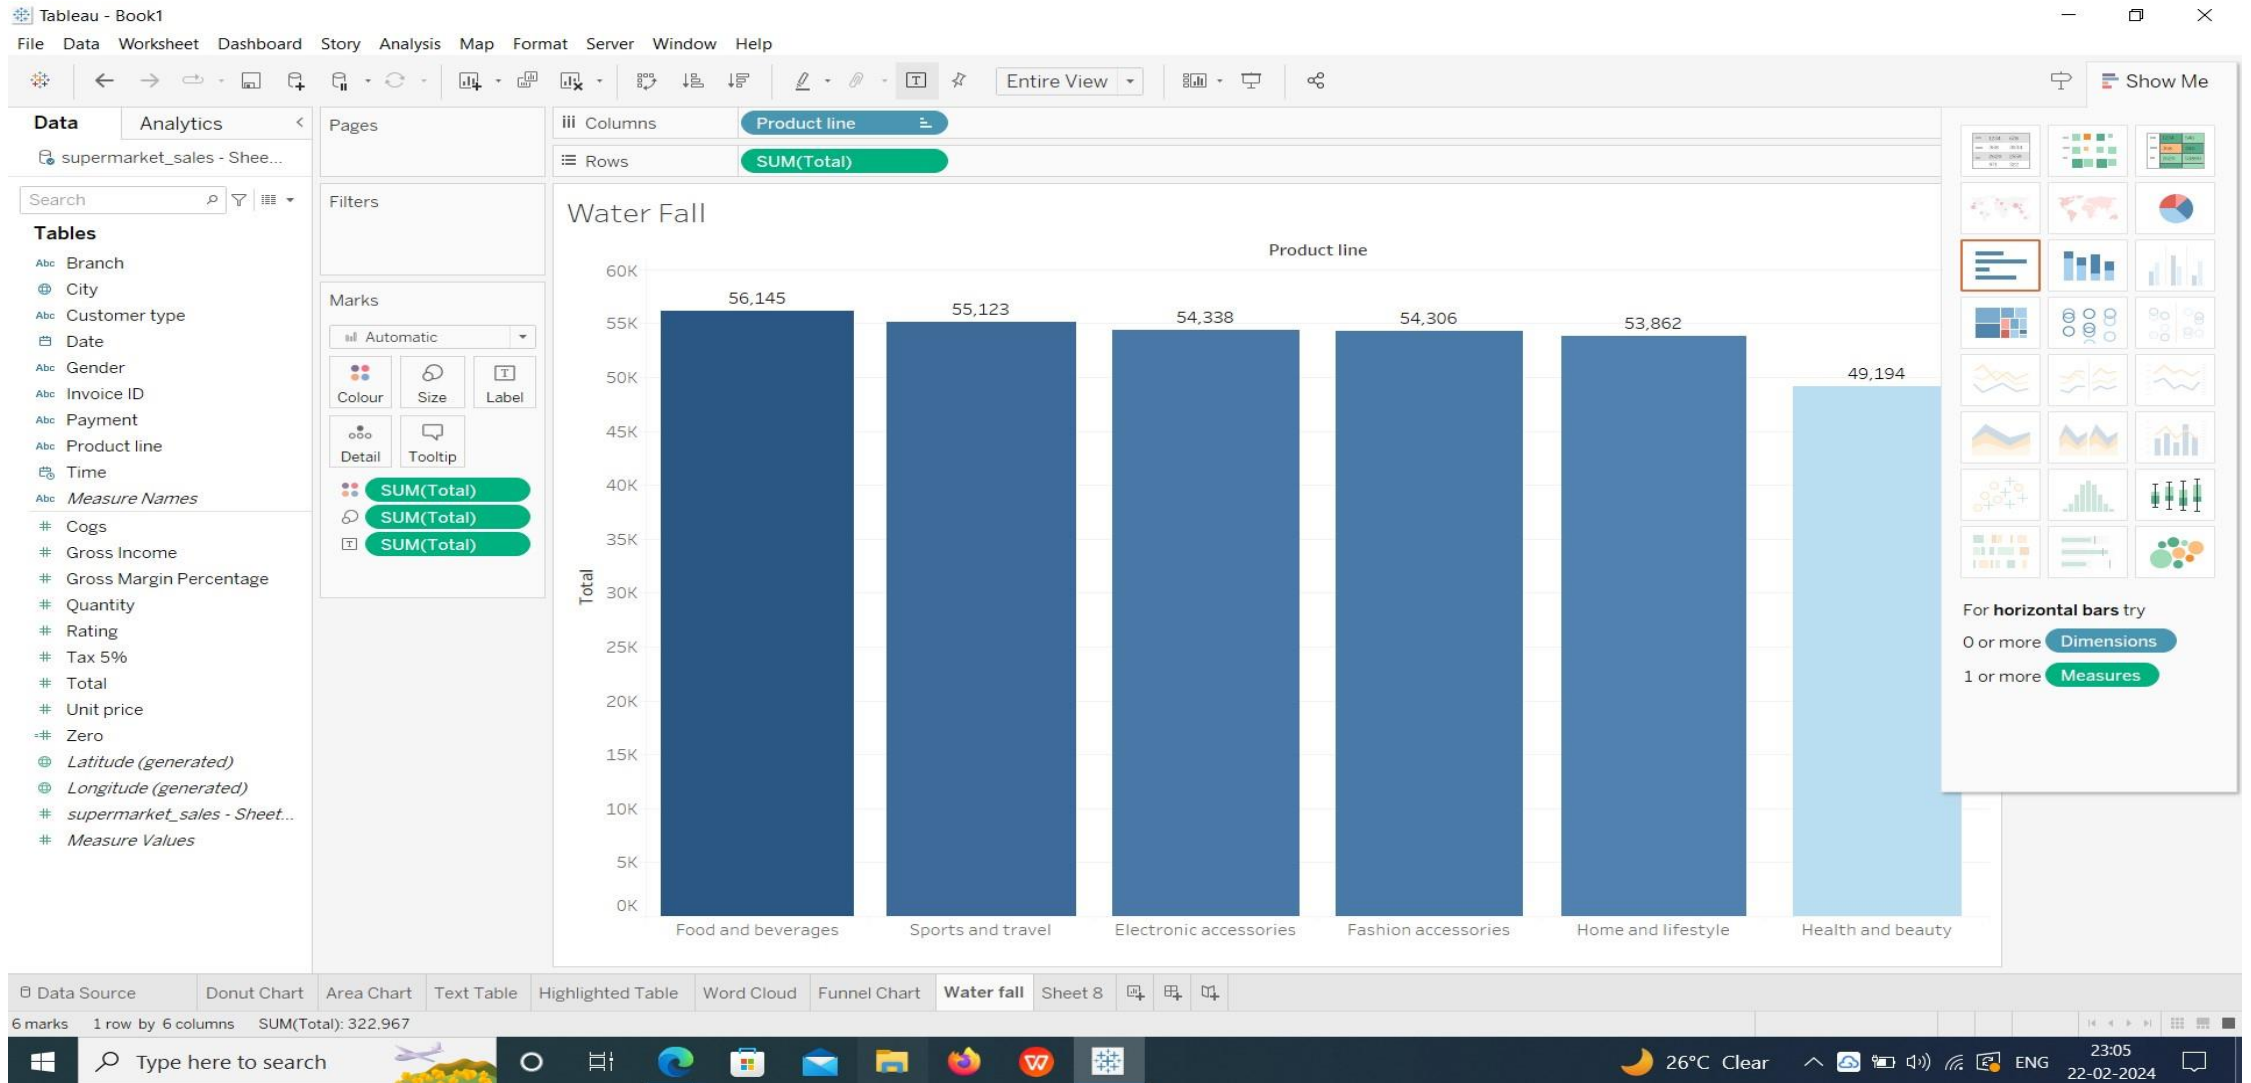 Tableau - Book1
File Data Worksheet Dashboard Story Analysis Map Format Server Window Help
Entire View
Show Me
Data Analytics
supermarket_sales - Shee...
Search
Tables
Abc Branch
City
Abc Customer type
Date
Abc Gender
Abc Invoice ID
Abc Payment
Abc Product line
Time
Abc Measure Names
# Cogs
# Gross Income
# Gross Margin Percentage
# Quantity
# Rating
# Tax 5%
# Total
# Unit price
=# Zero
Latitude (generated)
Longitude (generated)
# supermarket_sales - Sheet...
# Measure Values
Pages
Filters
Marks
Automatic
Colour Size Label
Detail Tooltip
SUM(Total)
SUM(Total)
SUM(Total)
iii Columns Product line
Rows SUM(Total)
Water Fall
Product line
Total
60K
55K
50K
45K
40K
35K
30K
25K
20K
15K
10K
5K
0K
56,145
55,123
54,338
54,306
53,862
49,194
Food and beverages Sports and travel Electronic accessories Fashion accessories Home and lifestyle Health and beauty
For horizontal bars try
0 or more Dimensions
1 or more Measures
Data Source Donut Chart Area Chart Text Table Highlighted Table Word Cloud Funnel Chart Water fall Sheet 8
6 marks 1 row by 6 columns SUM(Total): 322,967
Type here to search
26°C Clear
ENG
23:05
22-02-2024